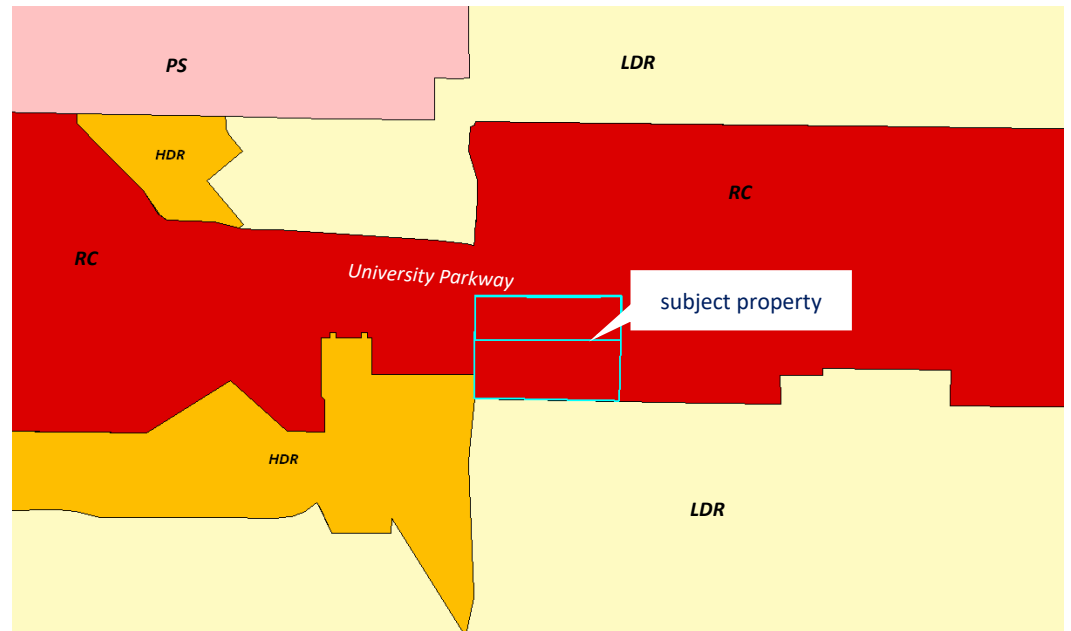 PS
LDR
HDR
RC
RC
University Parkway
subject property
HDR
LDR